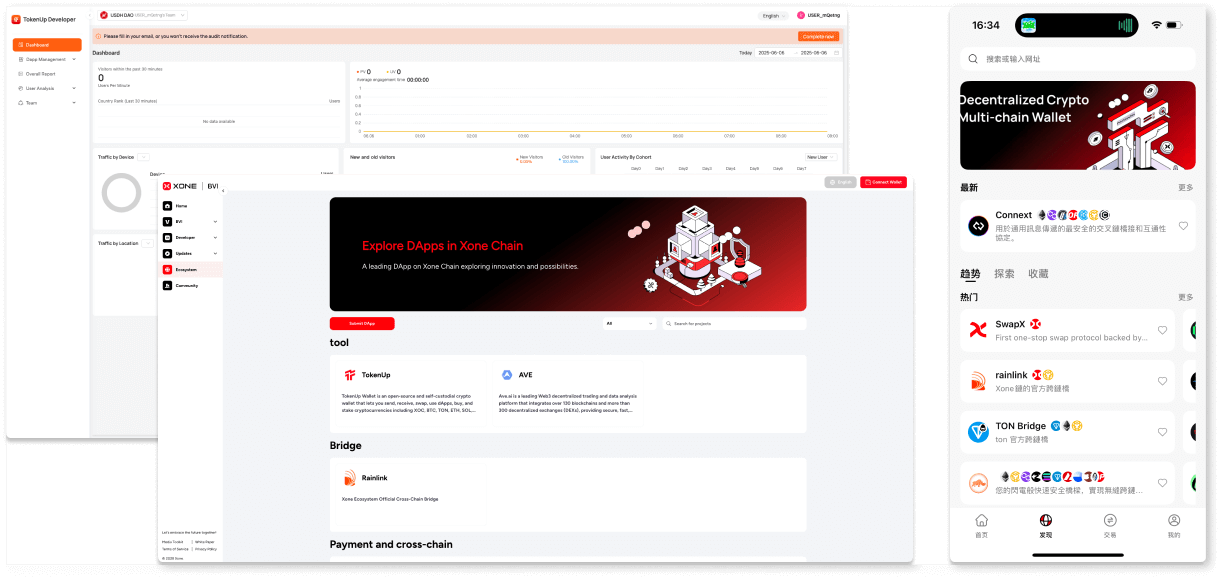 TokenUp Developer
Dashboard
Dapp Management
Overall Report
User Analysis
Team
USDH DAO
English
USER_mQetng
Please fill in your email, or you won't receive the audit notification.
Complete now
Dashboard
Today
2025-06-06
2025-06-06
Visitors within the past 30 minutes
0
Users Per Minute
Country Rank (Last 30 minutes)
Users
No data available
PV 0
UV 0
Average engagement time 00:00:00
1
0.8
0.6
0.4
0.2
0
01:00
02:00
03:00
04:00
05:00
06:00
07:00
08:00
09:00
Traffic by Device
Device
Users
New and old visitors
New Visitors
Old Visitors
User Activity By Cohort
New User
Day0
Day1
Day2
Day3
Day4
Day5
Day6
Day7
Traffic by Location
XONE | BVI
Home
BVI
Developer
Updates
Ecosystem
Community
Let's embrace the future together!
Media Toolkit | White Paper
Terms of Service | Privacy Policy
© 2025 Xone
English
Connect Wallet
Explore DApps in Xone Chain
A leading DApp on Xone Chain exploring innovation and possibilities.
Submit DApp
All
Search for projects
tool
TokenUp
TokenUp Wallet is an open-source and self-custodial crypto
wallet that lets you send, receive, swap, use dApps, buy, and
stake cryptocurrencies including XOC, BTC, TON, ETH, SOL,...
AVE
Ave.ai is a leading Web3 decentralized trading and data analysis
platform that integrates over 130 blockchains and more than
300 decentralized exchanges (DEXs), providing secure, fast,...
Bridge
Rainlink
Xone Ecosystem Official Cross-Chain Bridge
Payment and cross-chain
16:34
搜索或输入网址
Decentralized Crypto
Multi-chain Wallet
最新
更多
Connext
用於通用訊息傳遞的最安全的交叉鏈橋接和互通性
協定。
趋势 探索 收藏
热门
更多
SwapX
First one-stop swap protocol backed by...
rainlink
Xone鏈的官方跨鏈橋
TON Bridge
ton 官方跨鏈橋
您的閃電般快速安全橋樑，實現無縫跨鏈...
首页
发现
交易
我的